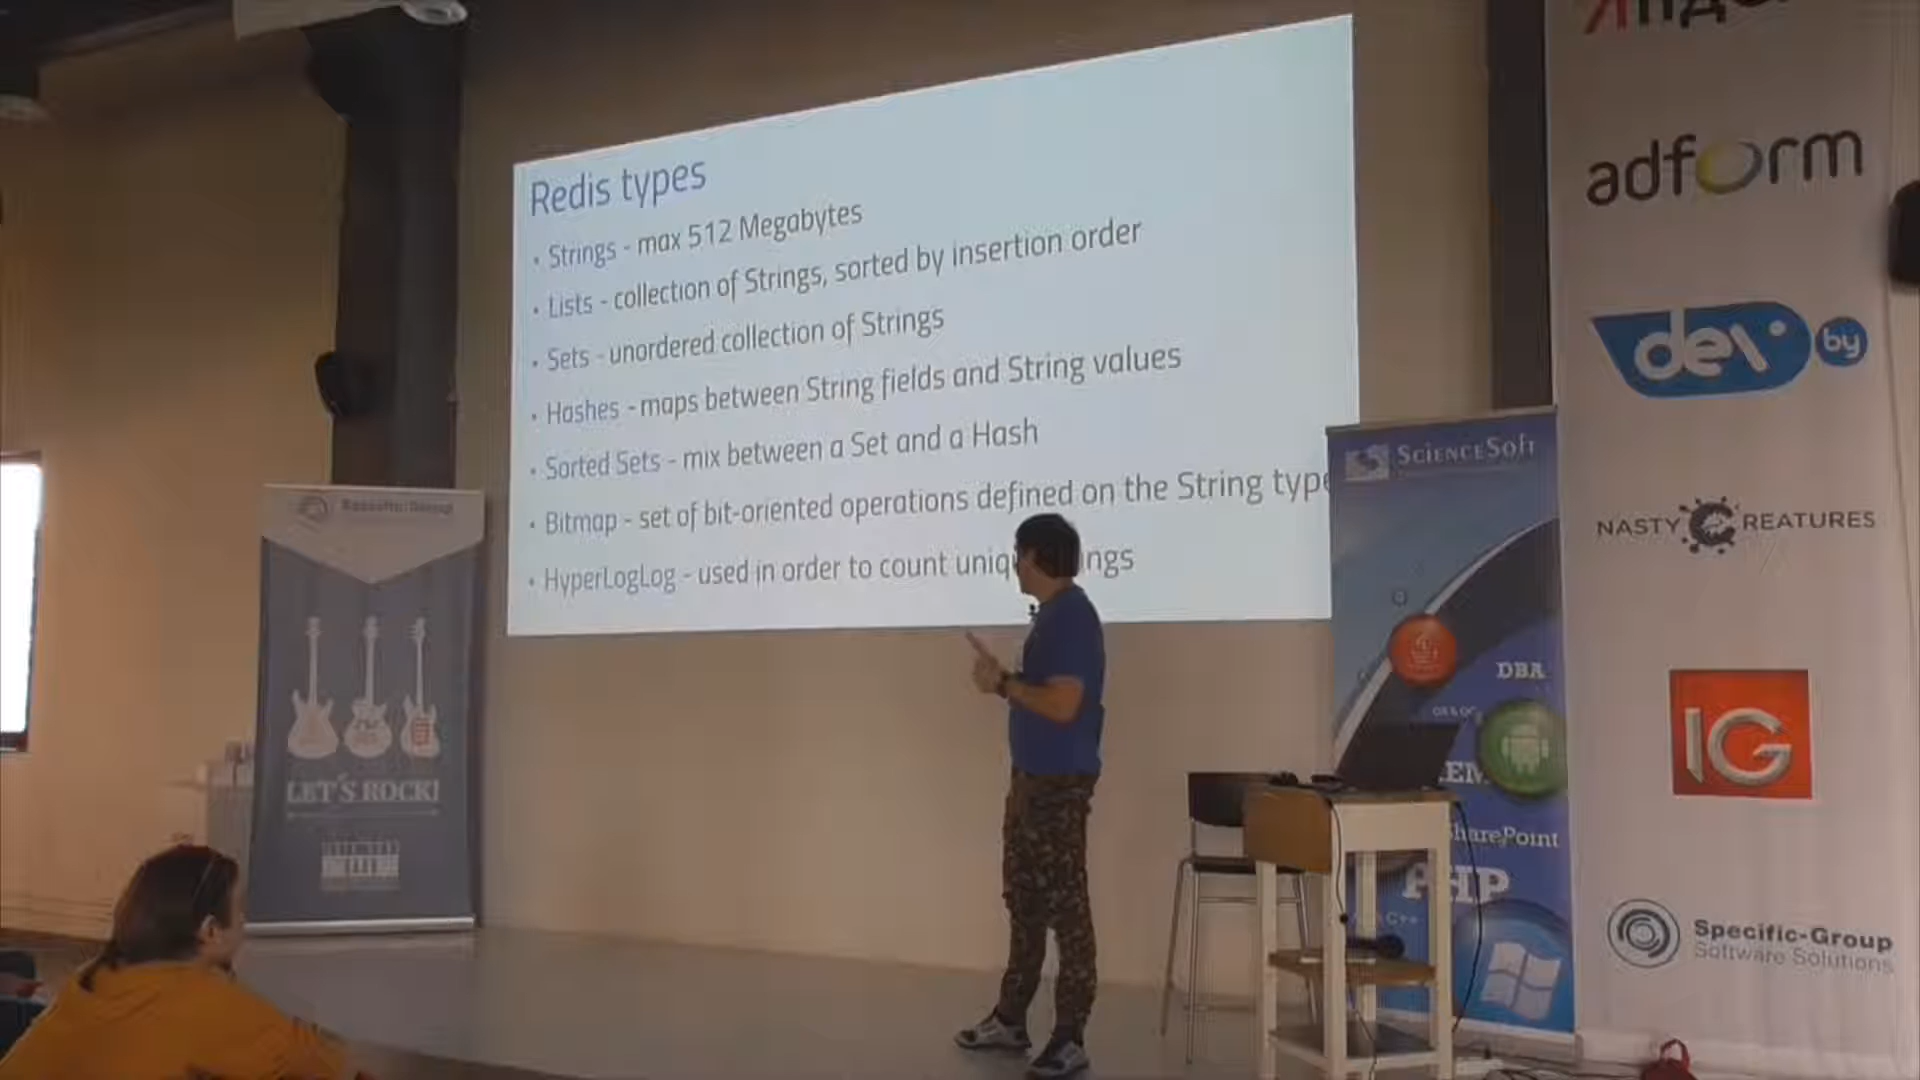 Redis types
• Strings - max 512 Megabytes
• Lists - collection of Strings, sorted by insertion order
• Sets - unordered collection of Strings
• Hashes - maps between String fields and String values
• Sorted Sets - mix between a Set and a Hash
• Bitmap - set of bit-oriented operations defined on the String type
• HyperLogLog - used in order to count uniq ngs
Specific-Group
LET'S ROCK!
SCIENCESOFT
DBA
SharePoint
PHP
C++
adform
dev by
NASTY CREATURES
IG
Specific-Group
Software Solutions